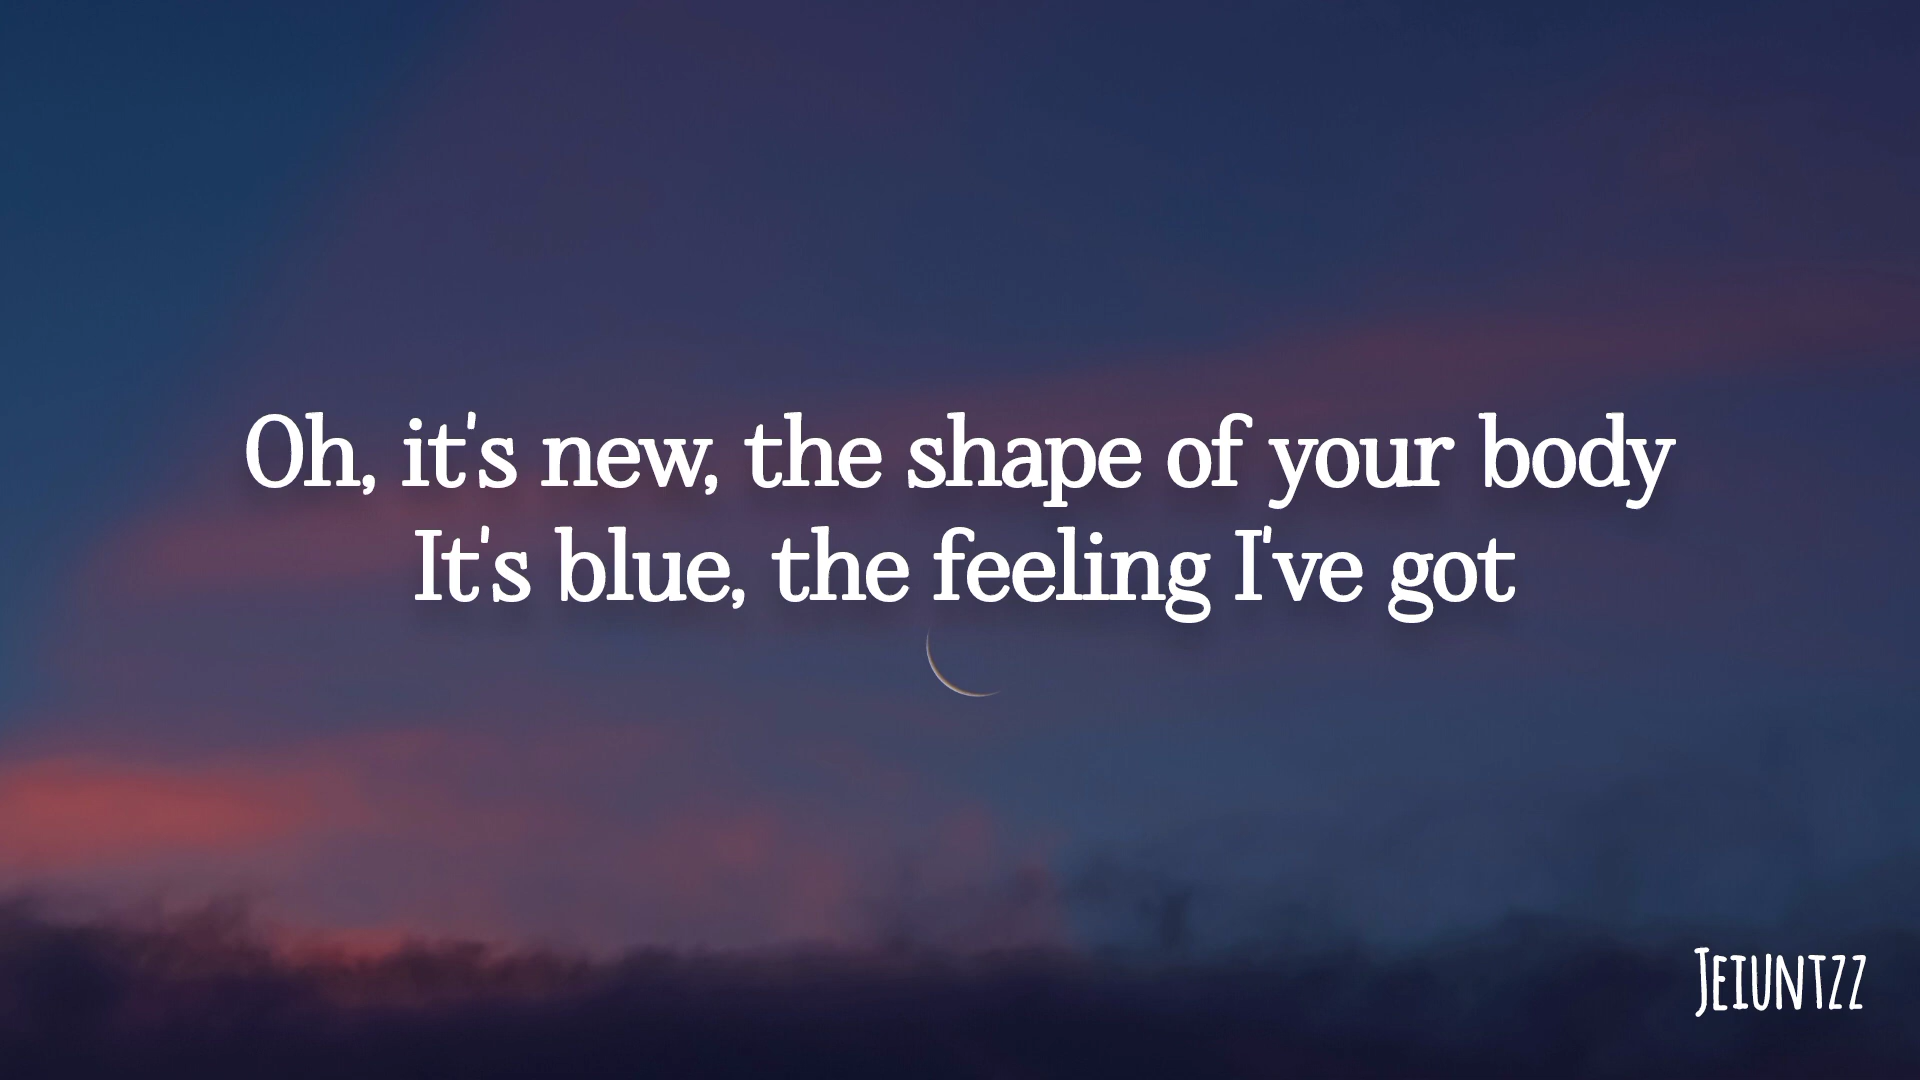 Oh, it's new, the shape of your body
It's blue, the feeling I've got
Jeiuntzz